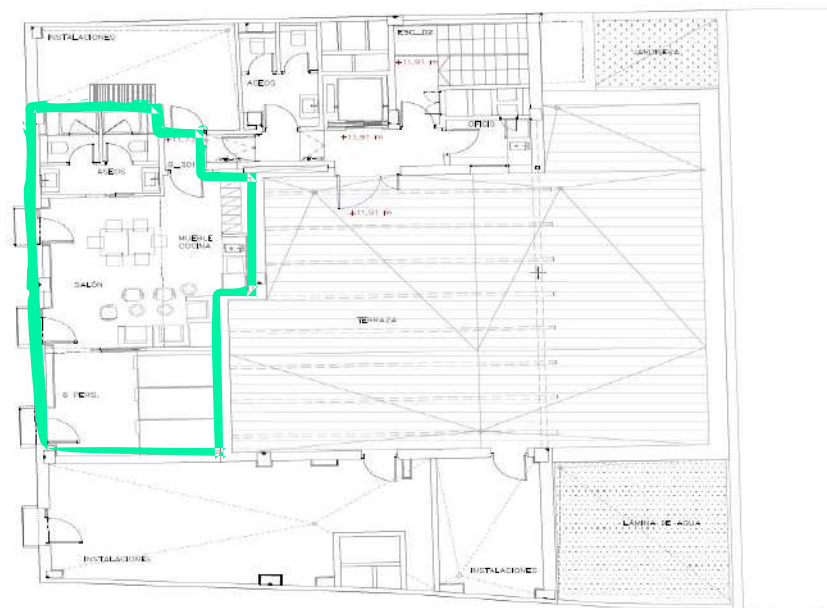 INSTALACIONES
ESC_02
+11,91 m
JARDINERA
ASEOS
OFICIO
+11,91 m
ASEOS
+11,91 m
MUEBLE
COCINA
SALÓN
TERRAZA
6 PERS.
LÁMINA DE AGUA
INSTALACIONES
INSTALACIONES